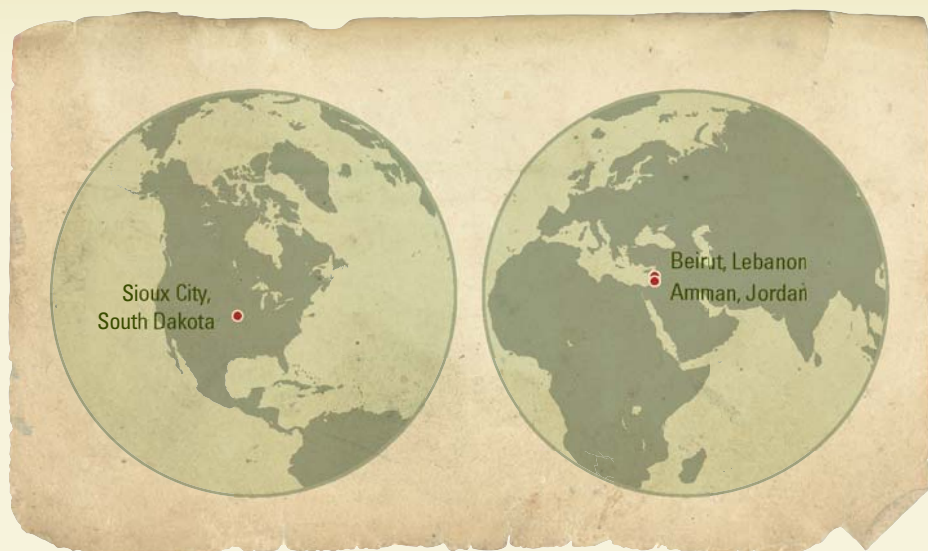 Sioux City,
South Dakota
Beirut, Lebanon
Amman, Jordan